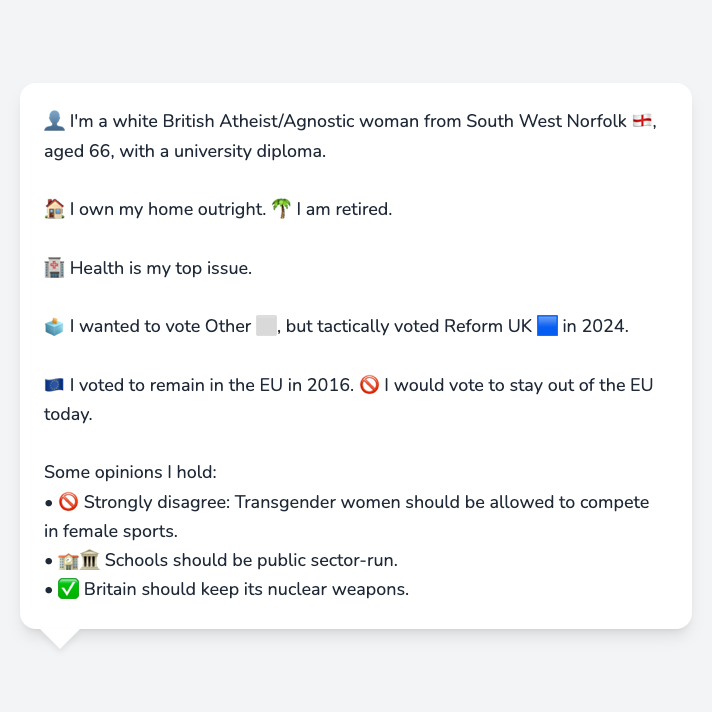 👤 I'm a white British Atheist/Agnostic woman from South West Norfolk 🏴󠁧󠁢󠁥󠁮󠁧󠁿,
aged 66, with a university diploma.
🏠 I own my home outright. 🌴 I am retired.
🏥 Health is my top issue.
🗳️ I wanted to vote Other ⬜, but tactically voted Reform UK 🟦 in 2024.
🇪🇺 I voted to remain in the EU in 2016. 🚫 I would vote to stay out of the EU
today.
Some opinions I hold:
• 🚫 Strongly disagree: Transgender women should be allowed to compete
in female sports.
• 🏫🏛️ Schools should be public sector-run.
• ✅ Britain should keep its nuclear weapons.